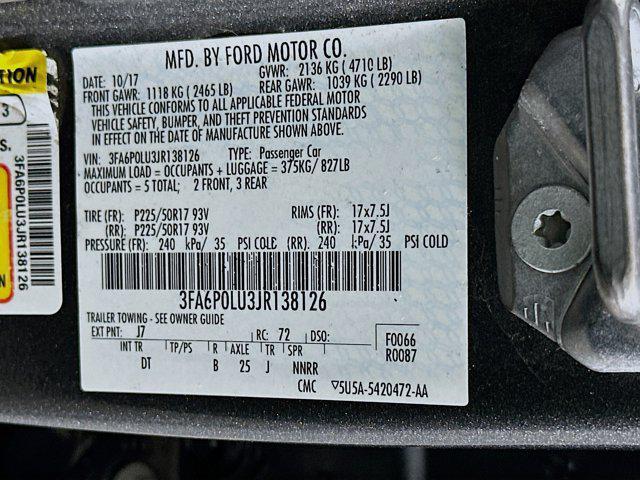 MFD. BY FORD MOTOR CO.
DATE: 10/17 GVWR: 2136 KG ( 4710 LB)
FRONT GAWR: 1118 KG ( 2465 LB) REAR GAWR: 1039 KG ( 2290 LB)
THIS VEHICLE CONFORMS TO ALL APPLICABLE FEDERAL MOTOR
VEHICLE SAFETY, BUMPER, AND THEFT PREVENTION STANDARDS
IN EFFECT ON THE DATE OF MANUFACTURE SHOWN ABOVE.
VIN: 3FA6P0LU3JR138126 TYPE: Passenger Car
MAXIMUM LOAD = OCCUPANTS + LUGGAGE = 375KG/ 827LB
OCCUPANTS = 5 TOTAL; 2 FRONT, 3 REAR
TIRE (FR): P225/50R17 93V RIMS (FR): 17x7.5J
(RR): P225/50R17 93V (RR): 17x7.5J
PRESSURE (FR): 240 kPa/ 35 PSI COLD (RR): 240 kPa/ 35 PSI COLD
3FA6P0LU3JR138126
TRAILER TOWING - SEE OWNER GUIDE
EXT PNT: J7 RC: 72 DSO: F0066
INT TR TP/PS R AXLE TR SPR R0087
DT B 25 J NNRR
CMC ▽5U5A-5420472-AA
TION
3
S.
3FA6P0LU3JR138126
N